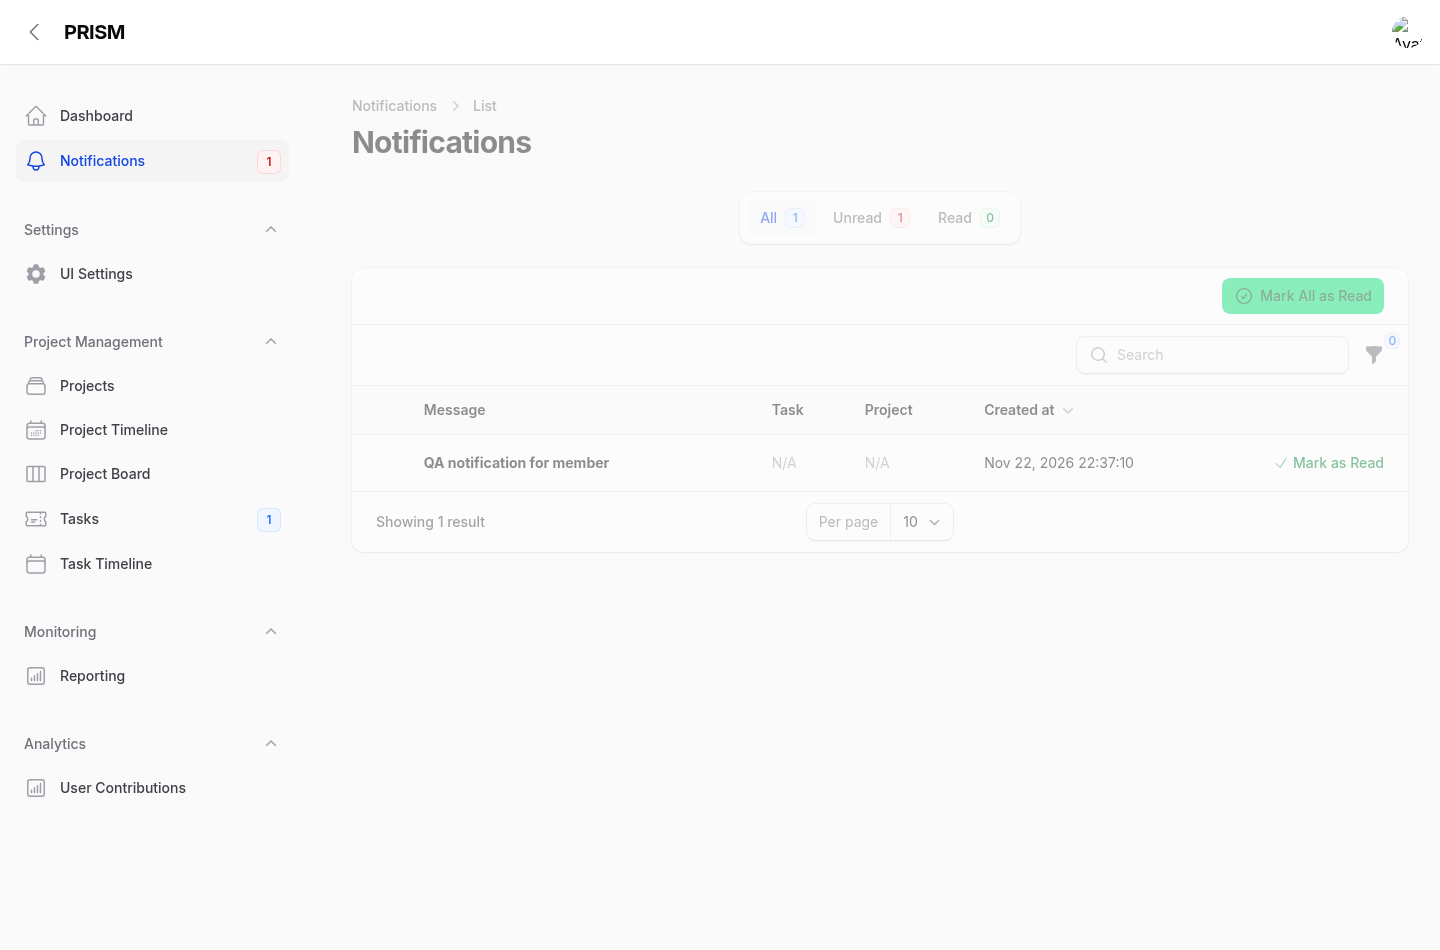 PRISM
Ava
Dashboard
Notifications 1
Settings
UI Settings
Project Management
Projects
Project Timeline
Project Board
Tasks 1
Task Timeline
Monitoring
Reporting
Analytics
User Contributions
Notifications List
Notifications
All 1 Unread 1 Read 0
Mark All as Read
Search 0
Message Task Project Created at
QA notification for member N/A N/A Nov 22, 2026 22:37:10 Mark as Read
Showing 1 result Per page 10